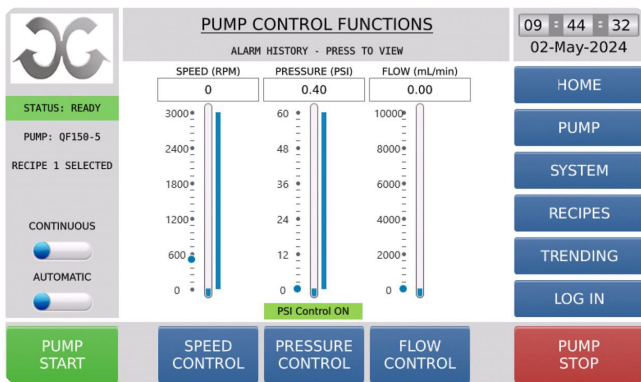 PUMP CONTROL FUNCTIONS
ALARM HISTORY - PRESS TO VIEW
09 : 44 : 32
02-May-2024
STATUS: READY
PUMP: QF150-5
RECIPE 1 SELECTED
CONTINUOUS
AUTOMATIC
SPEED (RPM)
0
3000
2400
1800
1200
600
0
PRESSURE (PSI)
0.40
60
48
36
24
12
0
PSI Control ON
FLOW (mL/min)
0.00
10000
8000
6000
4000
2000
0
HOME
PUMP
SYSTEM
RECIPES
TRENDING
LOG IN
PUMP
START
SPEED
CONTROL
PRESSURE
CONTROL
FLOW
CONTROL
PUMP
STOP